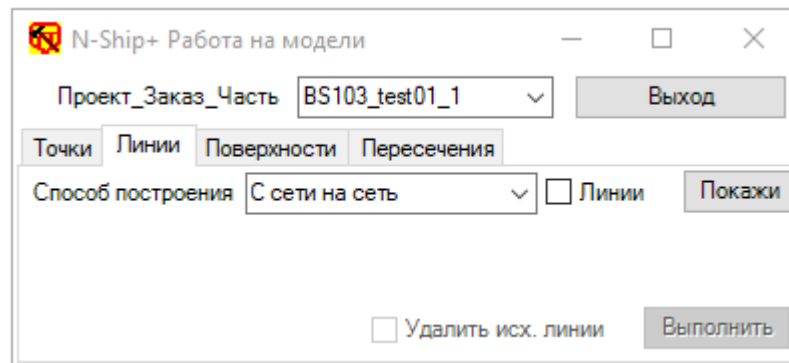 N-Ship+ Работа на модели
Проект_Заказ_Часть BS103_test01_1 Выход
Точки Линии Поверхности Пересечения
Способ построения С сети на сеть Линии Покажи
Удалить исх. линии Выполнить